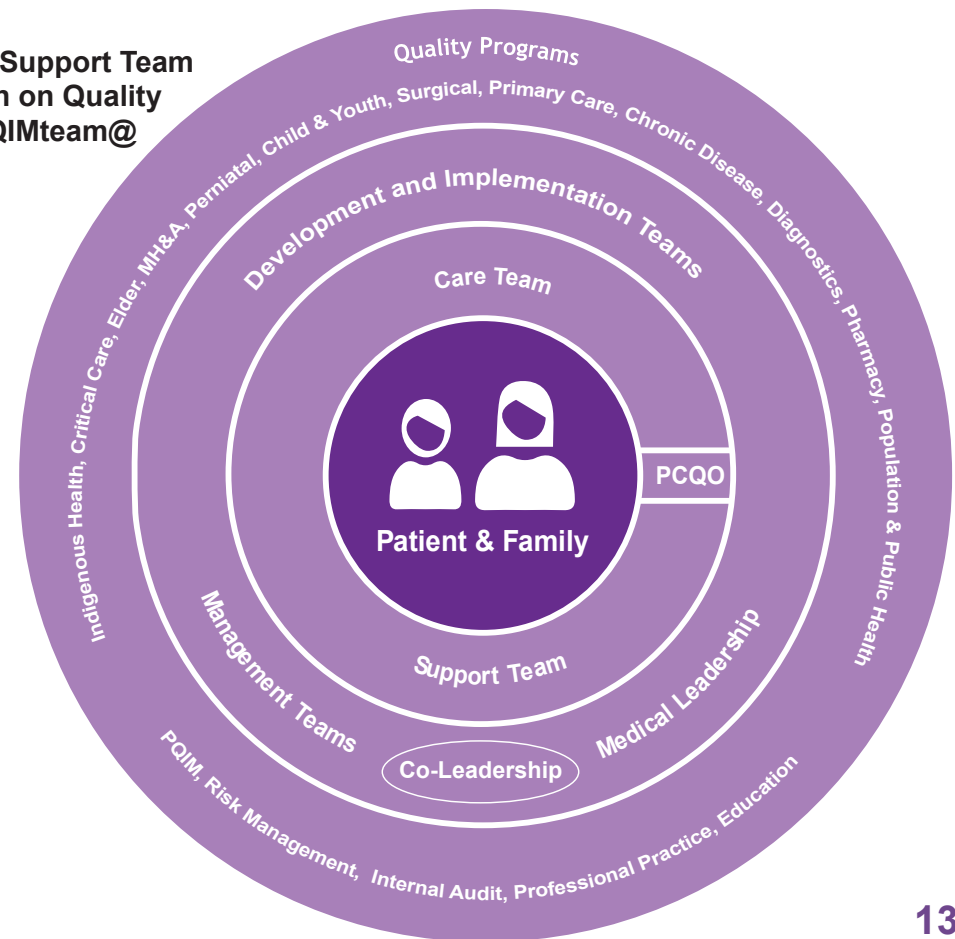 Support Team
n on Quality
QIMteam@
Quality Programs
Indigenous Health, Critical Care, Elder, MH&A, Perniatal, Child & Youth, Surgical, Primary Care, Chronic Disease, Diagnostics, Pharmacy, Population & Public Health
Development and Implementation Teams
Care Team
PCQO
Patient & Family
Support Team
Management Teams
Medical Leadership
Co-Leadership
PQIM, Risk Management, Internal Audit, Professional Practice, Education
13